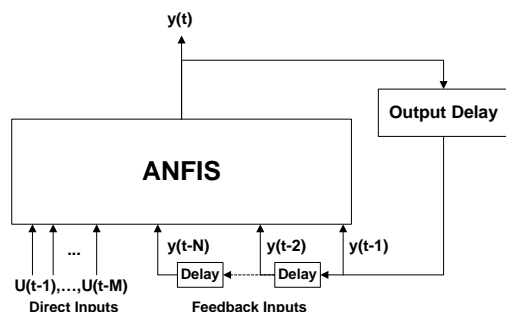 y(t)
Output Delay
ANFIS
...
y(t-N)
y(t-2)
y(t-1)
Delay
Delay
U(t-1),...,U(t-M)
Direct Inputs
Feedback Inputs